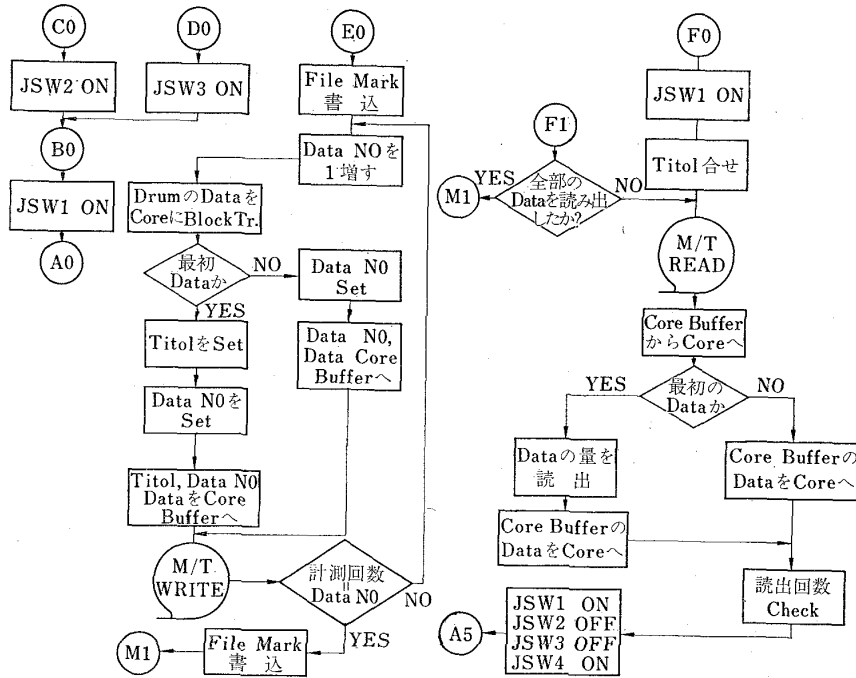 C0
JSW2 ON
B0
JSW1 ON
A0
D0
JSW3 ON
E0
File Mark
書 込
Data NOを
1増す
DrumのDataを
CoreにBlockTr.
最初
Dataか
NO
YES
Data N0
Set
Data N0,
Data Core
Bufferへ
TitolをSet
Data N0を
Set
Titol, Data N0
DataをCore
Bufferへ
M/T
WRITE
計測回数
‖
Data N0
NO
YES
File Mark
書 込
M1
F0
JSW1 ON
Titol 合せ
F1
全部の
Dataを読み出
したか?
YES
M1
NO
M/T
READ
Core Buffer
からCoreへ
最初の
Dataか
YES
NO
Dataの量を
読 出
Core Bufferの
DataをCoreへ
Core Bufferの
DataをCoreへ
読出回数
Check
JSW1 ON
JSW2 OFF
JSW3 OFF
JSW4 ON
A5